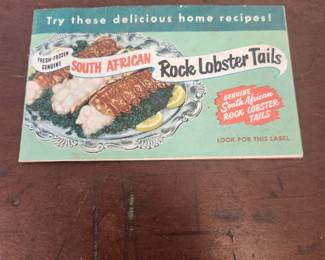 Try these delicious home recipes!
FRESH-FROZEN
GENUINE
SOUTH AFRICAN
Rock Lobster Tails
GENUINE
South African
ROCK LOBSTER
TAILS
LOOK FOR THIS LABEL